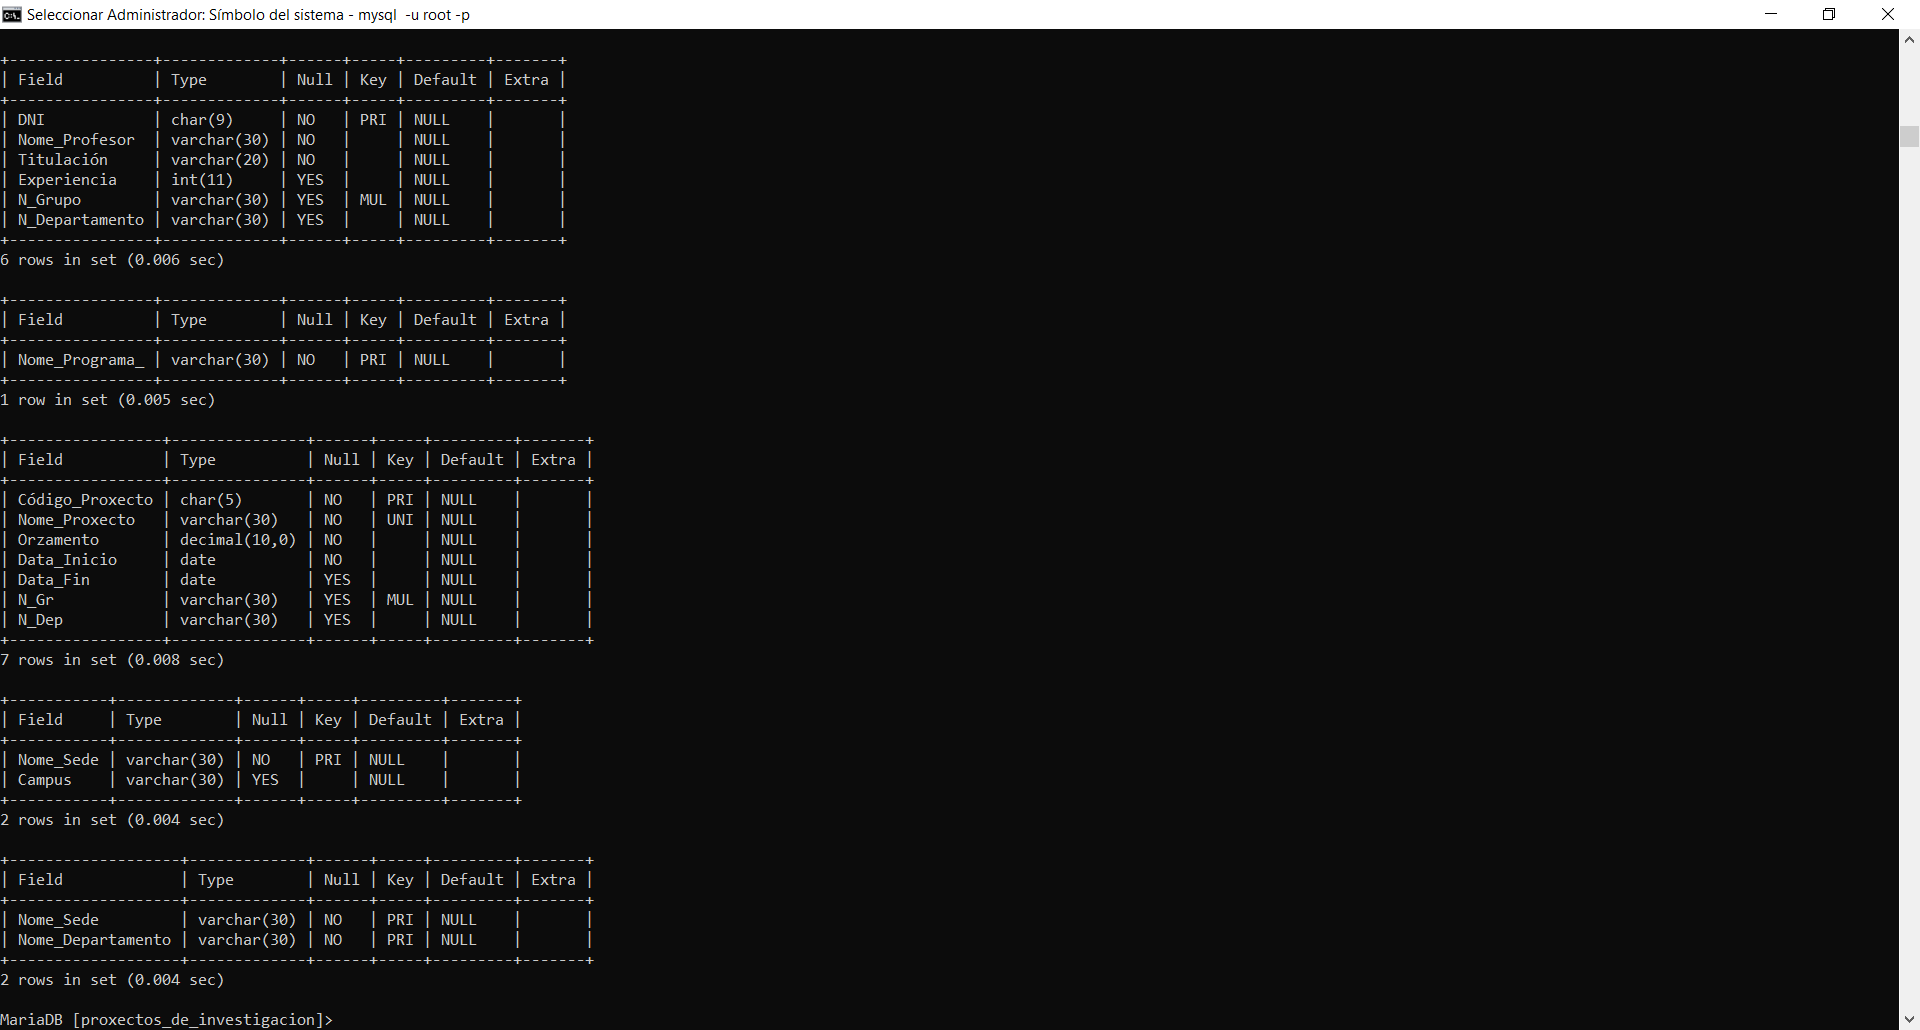 Seleccionar Administrador: Símbolo del sistema - mysql  -u root -p
+----------------+-------------+------+-----+---------+-------+
| Field          | Type        | Null | Key | Default | Extra |
+----------------+-------------+------+-----+---------+-------+
| DNI            | char(9)     | NO   | PRI | NULL    |       |
| Nome_Profesor  | varchar(30) | NO   |     | NULL    |       |
| Titulación     | varchar(20) | NO   |     | NULL    |       |
| Experiencia    | int(11)     | YES  |     | NULL    |       |
| N_Grupo        | varchar(30) | YES  | MUL | NULL    |       |
| N_Departamento | varchar(30) | YES  |     | NULL    |       |
+----------------+-------------+------+-----+---------+-------+
6 rows in set (0.006 sec)

+----------------+-------------+------+-----+---------+-------+
| Field          | Type        | Null | Key | Default | Extra |
+----------------+-------------+------+-----+---------+-------+
| Nome_Programa_ | varchar(30) | NO   | PRI | NULL    |       |
+----------------+-------------+------+-----+---------+-------+
1 row in set (0.005 sec)

+-----------------+---------------+------+-----+---------+-------+
| Field           | Type          | Null | Key | Default | Extra |
+-----------------+---------------+------+-----+---------+-------+
| Código_Proxecto | char(5)       | NO   | PRI | NULL    |       |
| Nome_Proxecto   | varchar(30)   | NO   | UNI | NULL    |       |
| Orzamento       | decimal(10,0) | NO   |     | NULL    |       |
| Data_Inicio     | date          | NO   |     | NULL    |       |
| Data_Fin        | date          | YES  |     | NULL    |       |
| N_Gr            | varchar(30)   | YES  | MUL | NULL    |       |
| N_Dep           | varchar(30)   | YES  |     | NULL    |       |
+-----------------+---------------+------+-----+---------+-------+
7 rows in set (0.008 sec)

+-----------+-------------+------+-----+---------+-------+
| Field     | Type        | Null | Key | Default | Extra |
+-----------+-------------+------+-----+---------+-------+
| Nome_Sede | varchar(30) | NO   | PRI | NULL    |       |
| Campus    | varchar(30) | YES  |     | NULL    |       |
+-----------+-------------+------+-----+---------+-------+
2 rows in set (0.004 sec)

+-------------------+-------------+------+-----+---------+-------+
| Field             | Type        | Null | Key | Default | Extra |
+-------------------+-------------+------+-----+---------+-------+
| Nome_Sede         | varchar(30) | NO   | PRI | NULL    |       |
| Nome_Departamento | varchar(30) | NO   | PRI | NULL    |       |
+-------------------+-------------+------+-----+---------+-------+
2 rows in set (0.004 sec)

MariaDB [proxectos_de_investigacion]>